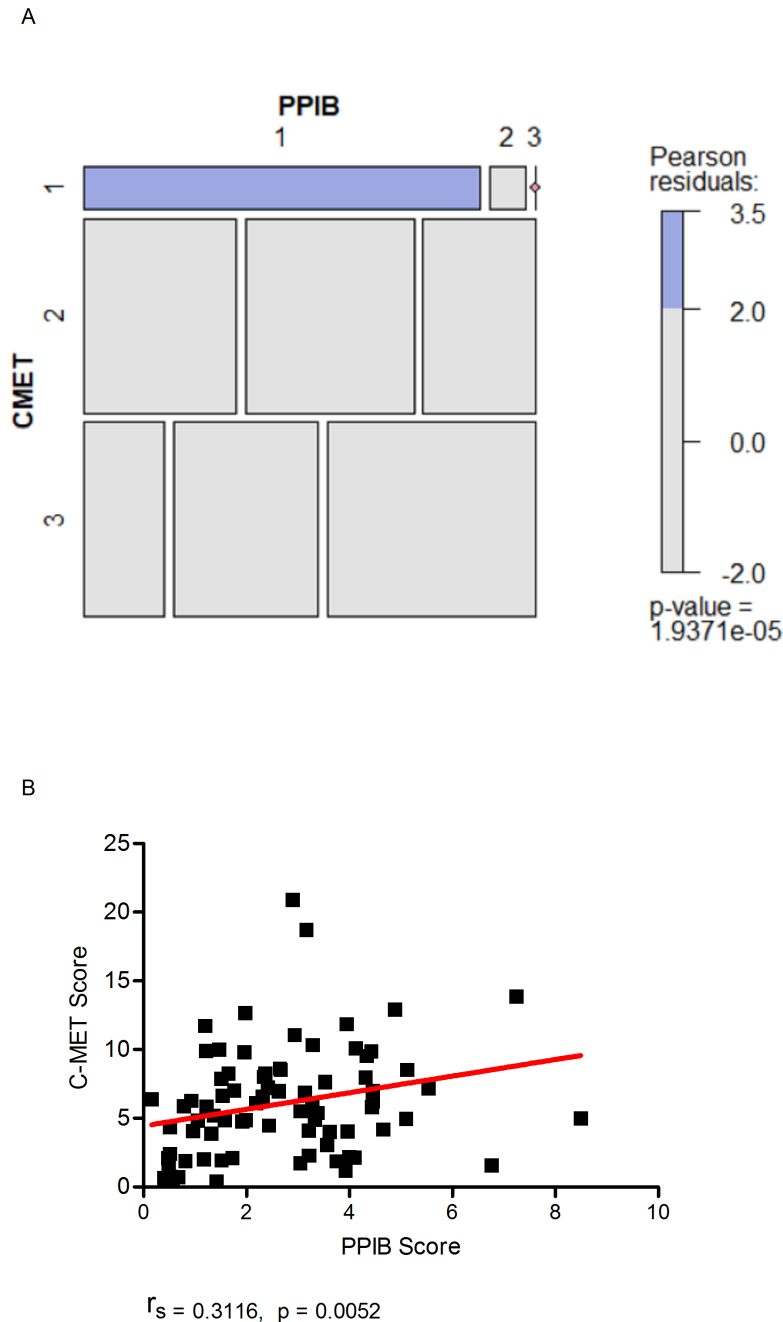 A
PPIB
1 2 3
CMET
1
2
3
Pearson
residuals:
3.5
2.0
0.0
-2.0
p-value =
1.9371e-05
B
C-MET Score
25
20
15
10
5
0
0 2 4 6 8 10
PPIB Score
rs = 0.3116, p = 0.0052